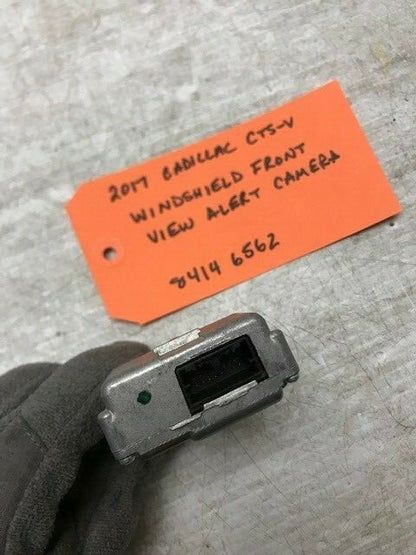 2017 CADILLAC CTS-V
WINDSHIELD FRONT
VIEW ALERT CAMERA
8414 6562